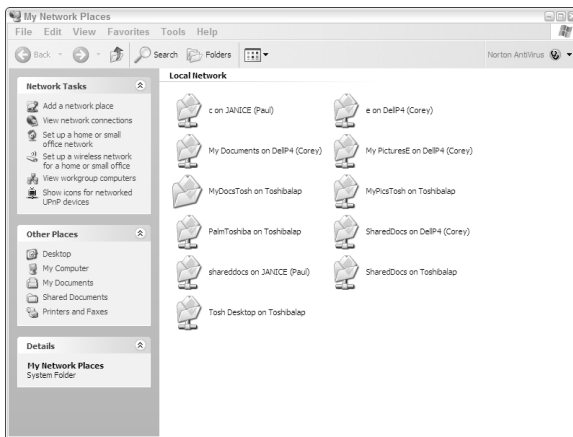 My Network Places
File Edit View Favorites Tools Help
Back Search Folders Norton AntiVirus
Network Tasks
Add a network place
View network connections
Set up a home or small
office network
Set up a wireless network
for a home or small office
View workgroup computers
Show icons for networked
UPnP devices
Other Places
Desktop
My Computer
My Documents
Shared Documents
Printers and Faxes
Details
My Network Places
System Folder
Local Network
c on JANICE (Paul)
e on DellP4 (Corey)
My Documents on DellP4 (Corey)
My PicturesE on DellP4 (Corey)
MyDocsTosh on Toshibalap
MyPicsTosh on Toshibalap
PalmToshiba on Toshibalap
SharedDocs on DellP4 (Corey)
shareddocs on JANICE (Paul)
SharedDocs on Toshibalap
Tosh Desktop on Toshibalap